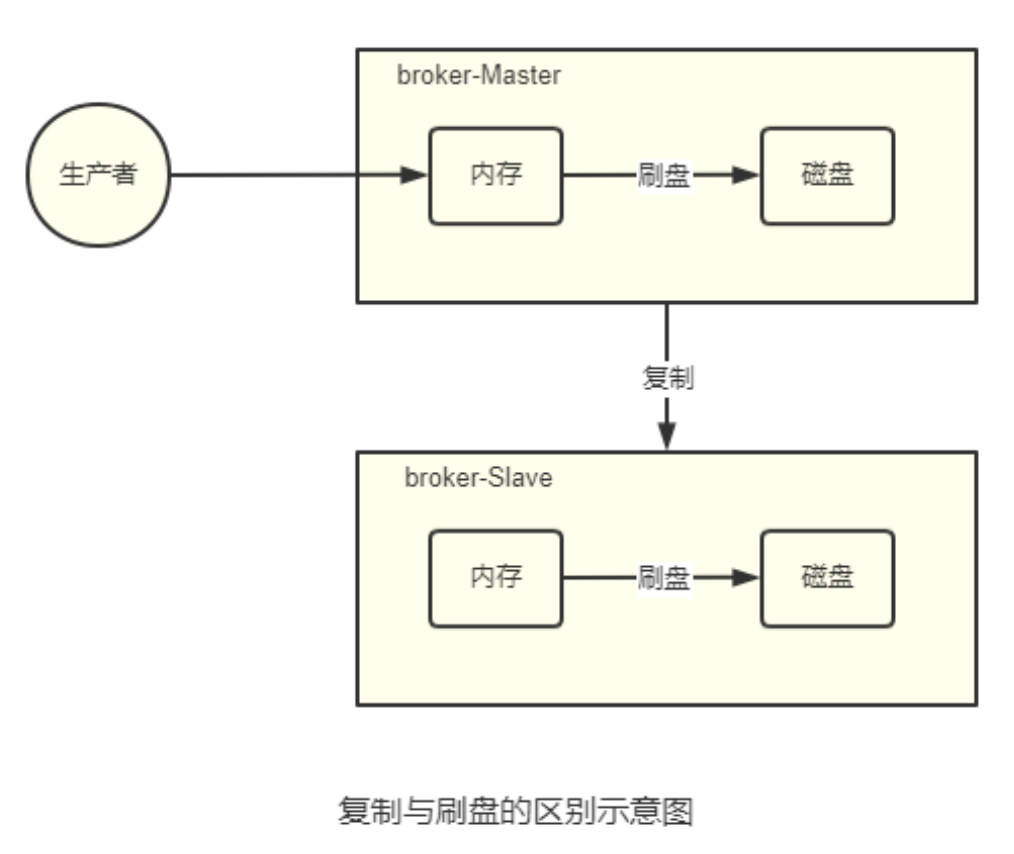 broker-Master
生产者
内存
刷盘
磁盘
复制
broker-Slave
内存
刷盘
磁盘
复制与刷盘的区别示意图